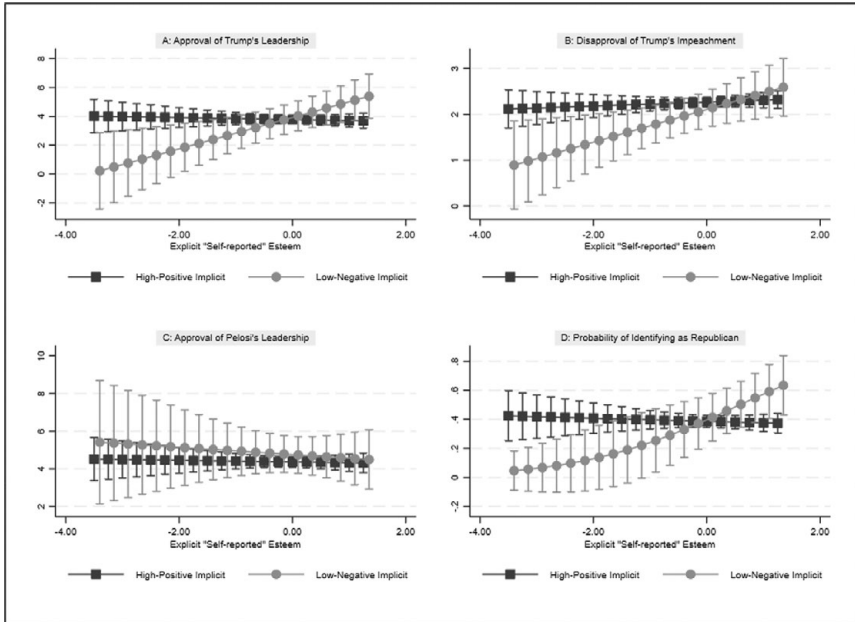 A: Approval of Trump's Leadership
8
6
4
2
0
-2
-4.00 -2.00 0.00 2.00
Explicit "Self-reported" Esteem
High-Positive Implicit Low-Negative Implicit
B: Disapproval of Trump's Impeachment
3
2
1
0
-4.00 -2.00 0.00 2.00
Explicit "Self-reported" Esteem
High-Positive Implicit Low-Negative Implicit
C: Approval of Pelosi's Leadership
10
8
6
4
2
-4.00 -2.00 0.00 2.00
Explicit "Self-reported" Esteem
High-Positive Implicit Low-Negative Implicit
D: Probability of Identifying as Republican
.8
.6
.4
.2
0
-.2
-4.00 -2.00 0.00 2.00
Explicit "Self-reported" Esteem
High-Positive Implicit Low-Negative Implicit